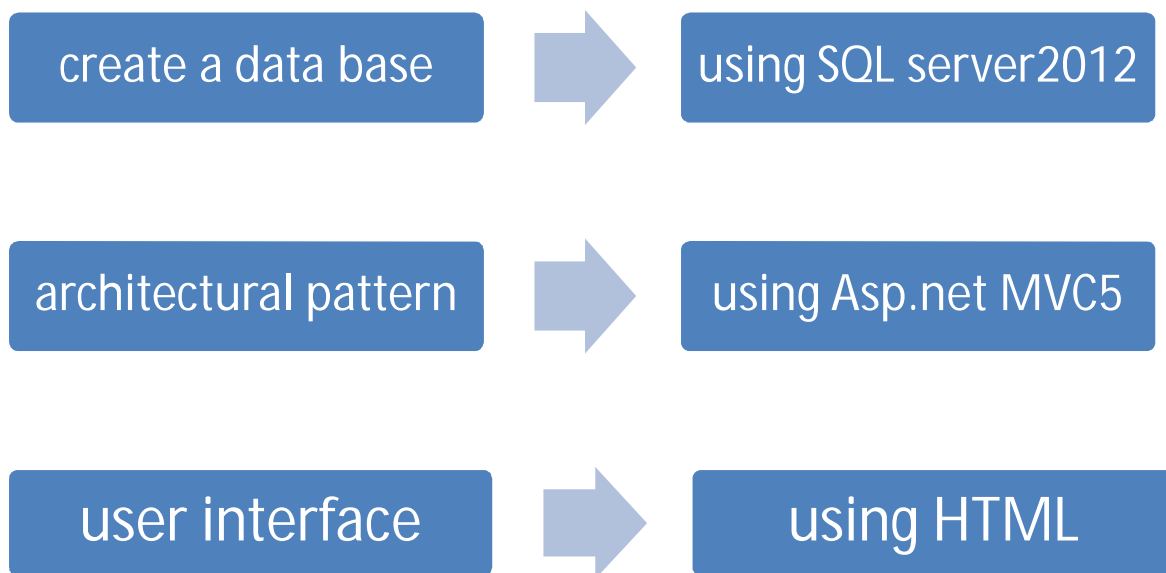 create a data base
using SQL server2012
architectural pattern
using Asp.net MVC5
user interface
using HTML